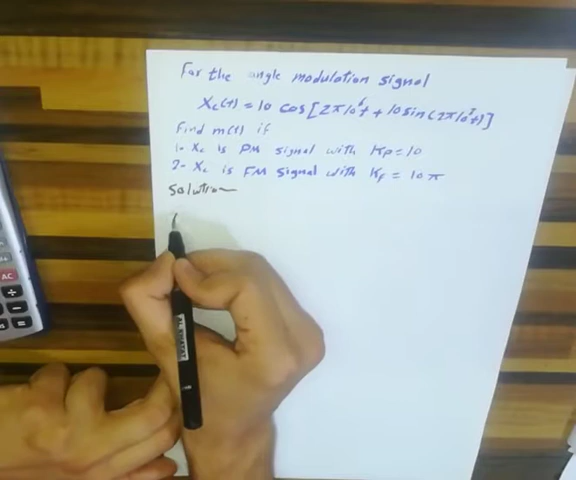 For the angle modulation signal
Xc(t) = 10 cos[2π10⁶t + 10 sin(2π10³t)]
Find m(t) if
1- Xc is PM signal with Kp = 10
2- Xc is FM signal with Kf = 10π
Solution
AC
÷
-
=